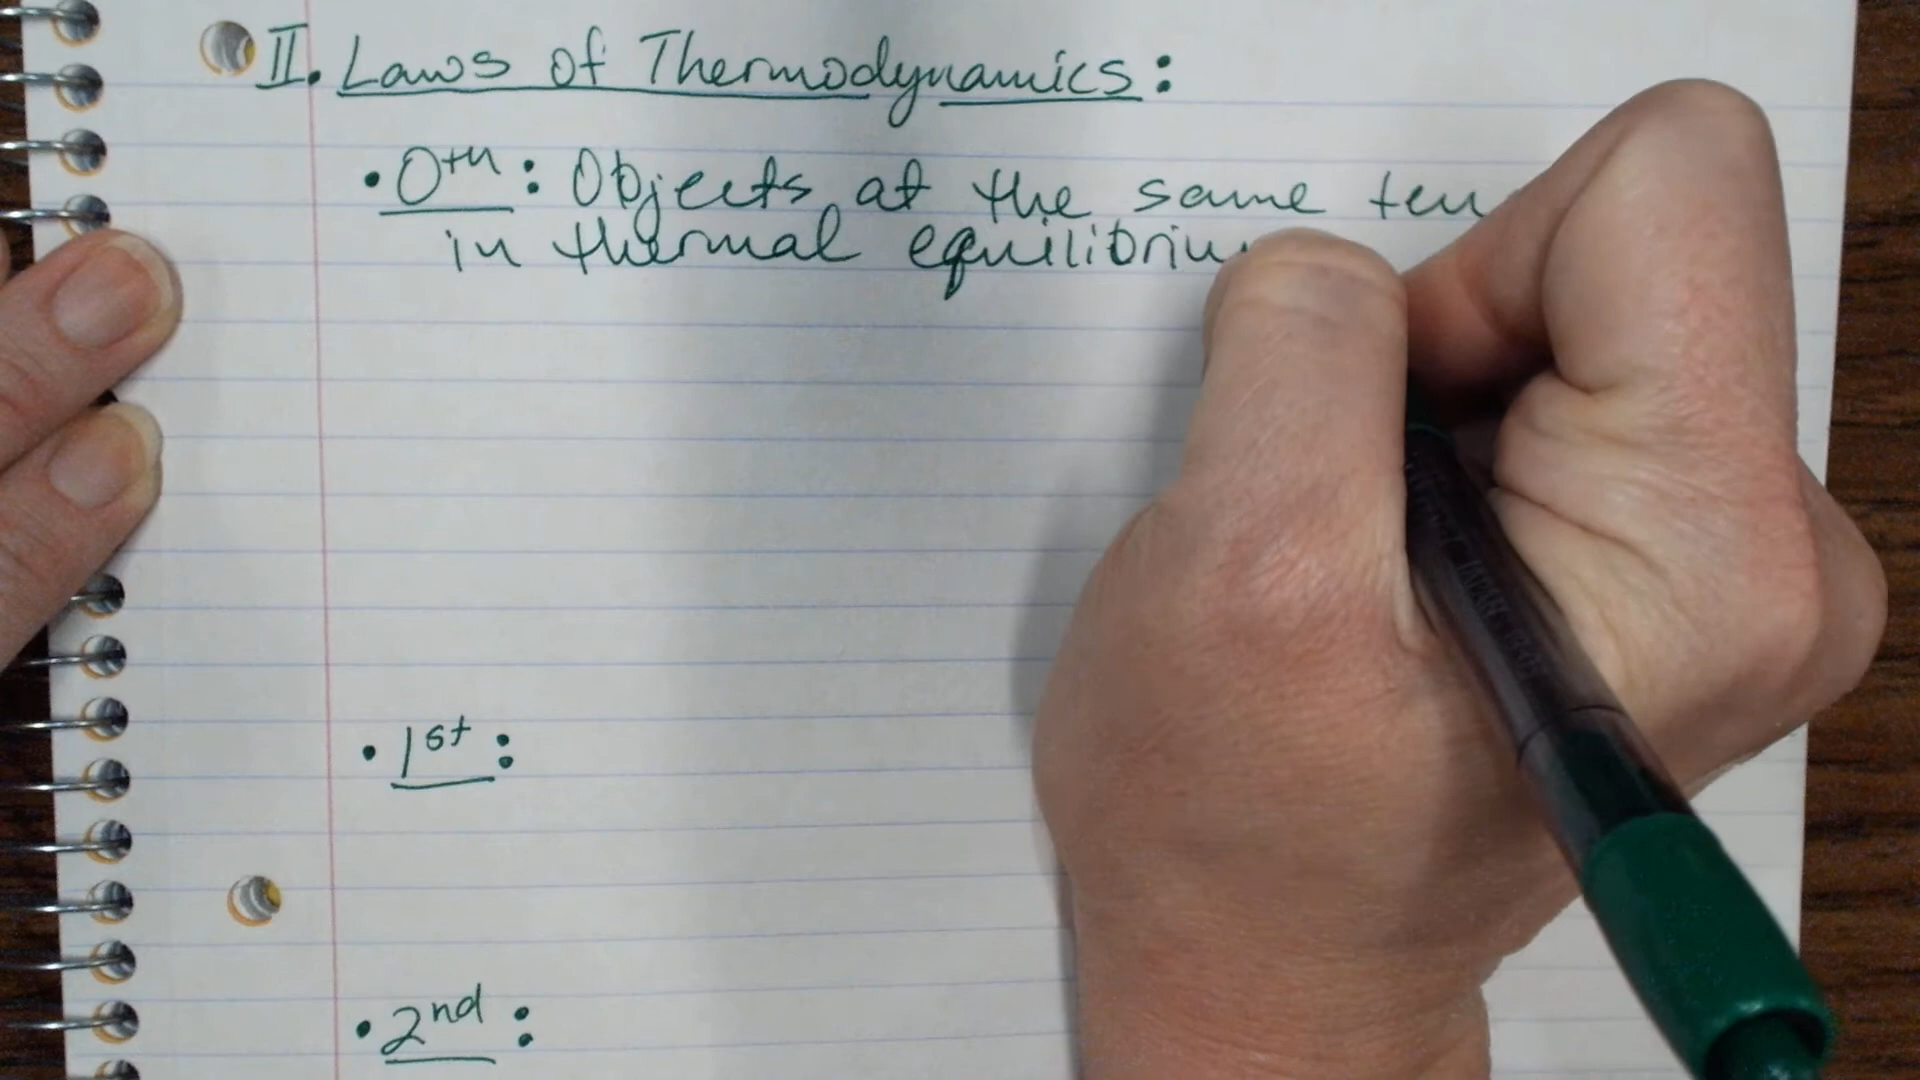 II. Laws of Thermodynamics:
• 0th: Objects at the same
in thermal
• 1st:
• 2nd: